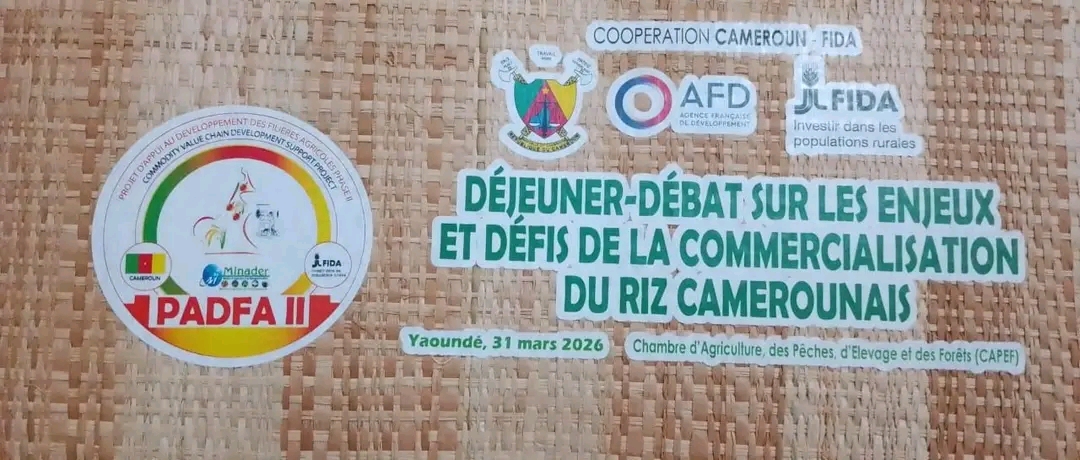 COOPERATION CAMEROUN - FIDA
AFD
AGENCE FRANÇAISE
DE DÉVELOPPEMENT
FIDA
Investir dans les
populations rurales
PROJET D'APPUI AU DEVELOPPEMENT DES FILIÈRES AGRICOLES PHASE II
COMMODITY VALUE CHAIN DEVELOPMENT SUPPORT PROJECT
CAMEROUN
Minader
FIDA
PADFA II
DÉJEUNER-DÉBAT SUR LES ENJEUX
ET DÉFIS DE LA COMMERCIALISATION
DU RIZ CAMEROUNAIS
Yaoundé, 31 mars 2026
Chambre d'Agriculture, des Pêches, d'Elevage et des Forêts (CAPEF)